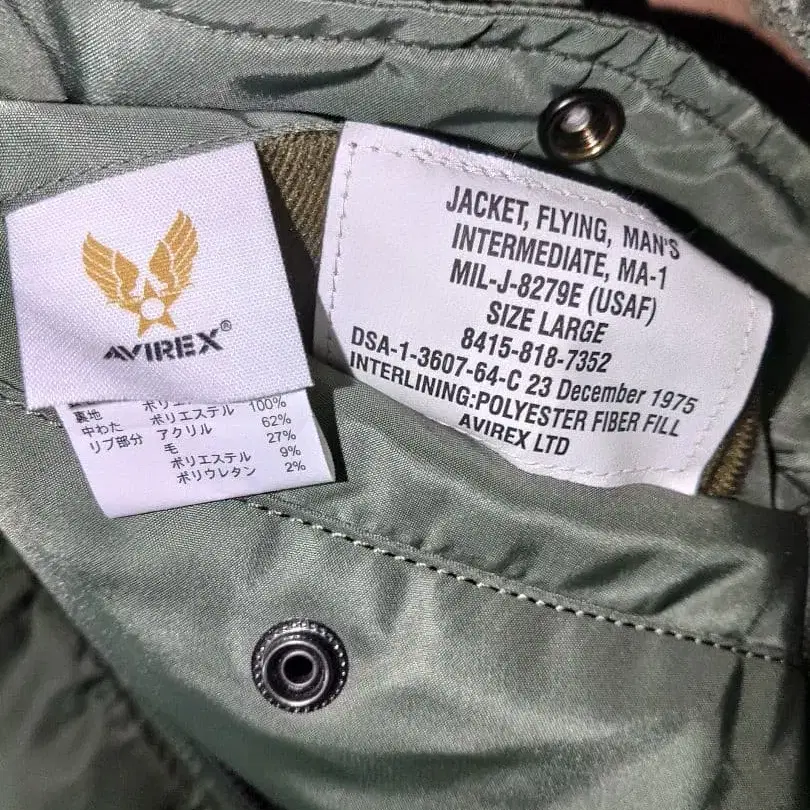 AVIREX®
裏地 ポリエステル 100%
中わた ポリエステル 62%
リブ部分 アクリル 27%
毛 9%
ポリエステル 2%
ポリウレタン
JACKET, FLYING, MAN'S
INTERMEDIATE, MA-1
MIL-J-8279E (USAF)
SIZE LARGE
8415-818-7352
DSA-1-3607-64-C 23 December 1975
INTERLINING:POLYESTER FIBER FILL
AVIREX LTD